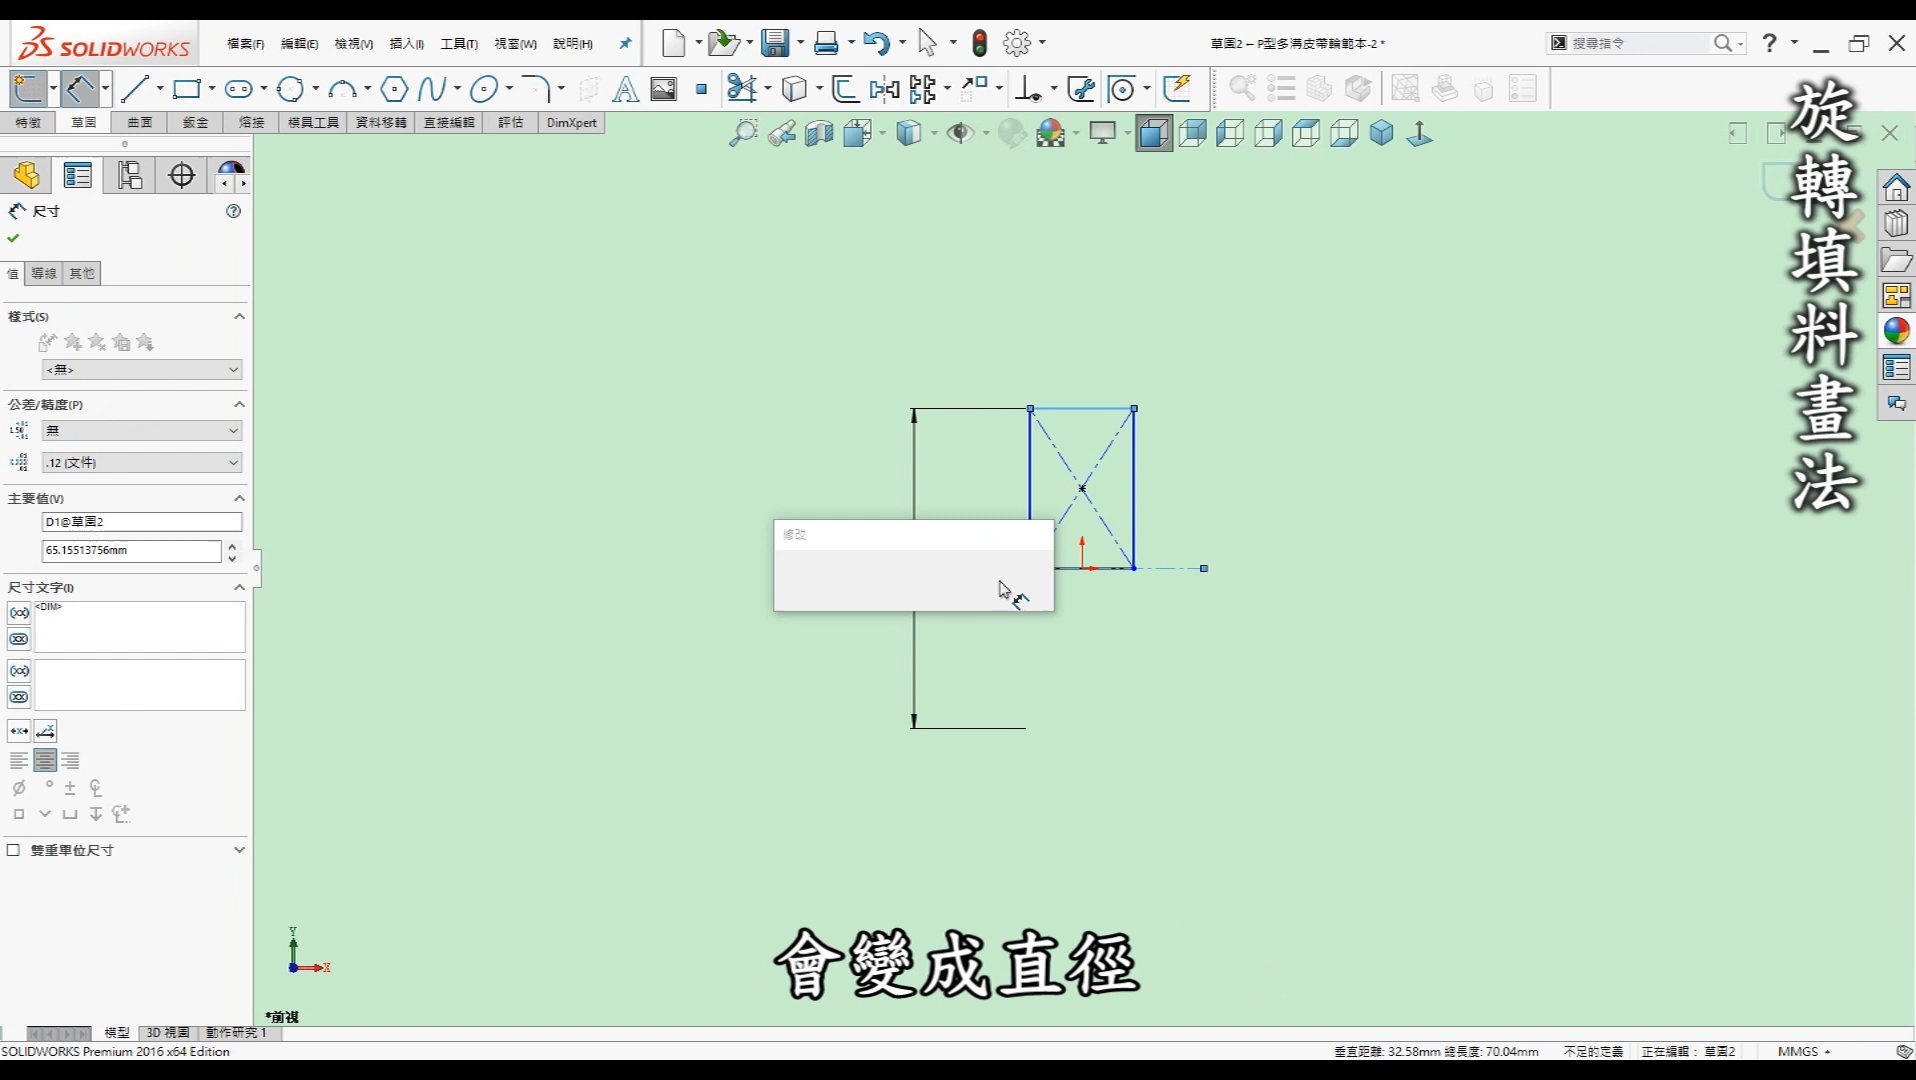 SOLIDWORKS
檔案(F)
編輯(E)
檢視(V)
插入(I)
工具(T)
視窗(W)
說明(H)
草圖2 ← P型多溝皮帶輪範本-2 *
搜尋指令
特徵
草圖
曲面
鈑金
熔接
模具工具
資料移轉
直接編輯
評估
DimXpert
旋轉填料畫法
尺寸
值
導線
其他
樣式(S)
<無>
公差/精度(P)
無
.12 (文件)
主要值(V)
D1@草圖2
65.15513756mm
尺寸文字(I)
<DIM>
雙重單位尺寸
修改
Y
X
*前視
會變成直徑
模型
3D 視圖
動作研究 1
SOLIDWORKS Premium 2016 x64 Edition
垂直距離: 32.58mm 總長度: 70.04mm
不足的定義
正在編輯： 草圖2
MMGS